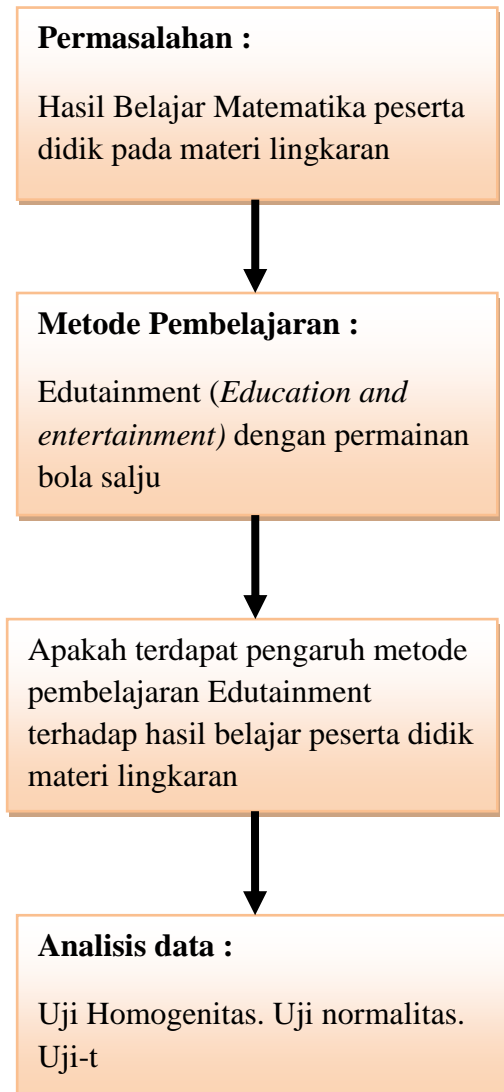 Permasalahan :
Hasil Belajar Matematika peserta
didik pada materi lingkaran
Metode Pembelajaran :
Edutainment (Education and
entertainment) dengan permainan
bola salju
Apakah terdapat pengaruh metode
pembelajaran Edutainment
terhadap hasil belajar peserta didik
materi lingkaran
Analisis data :
Uji Homogenitas. Uji normalitas.
Uji-t